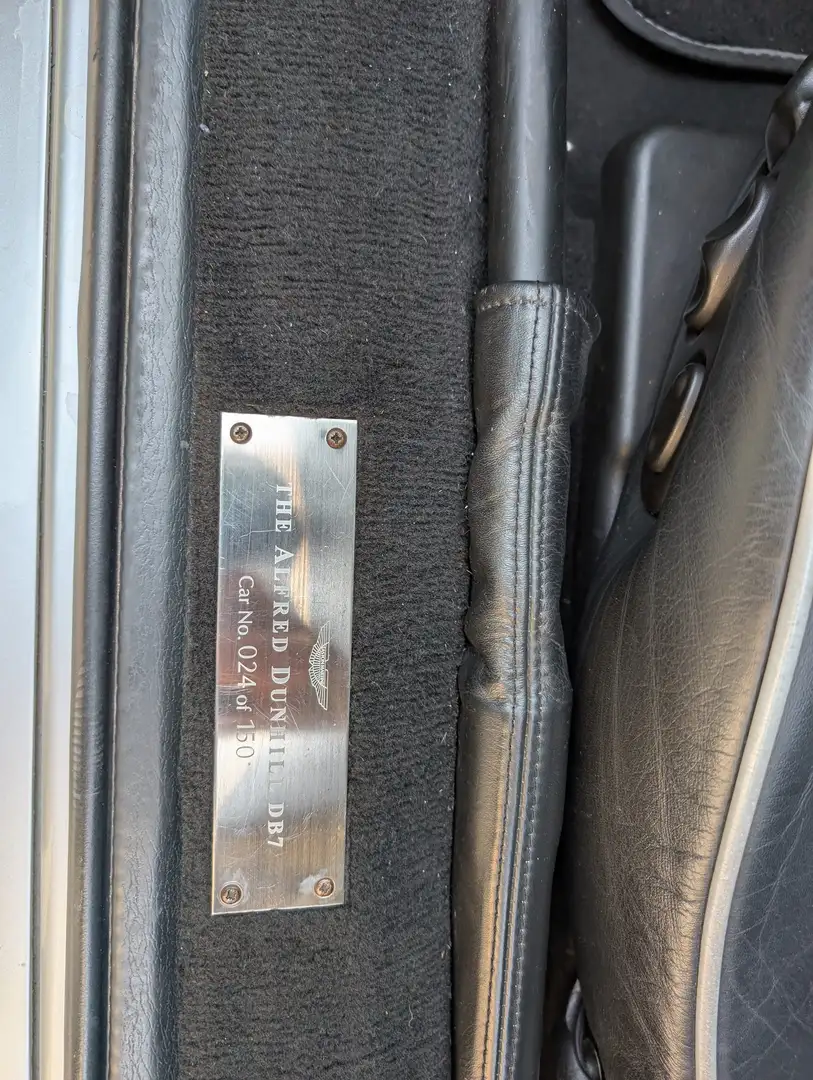 THE ALFRED DUNHILL DB7
Car No. 024 of 150